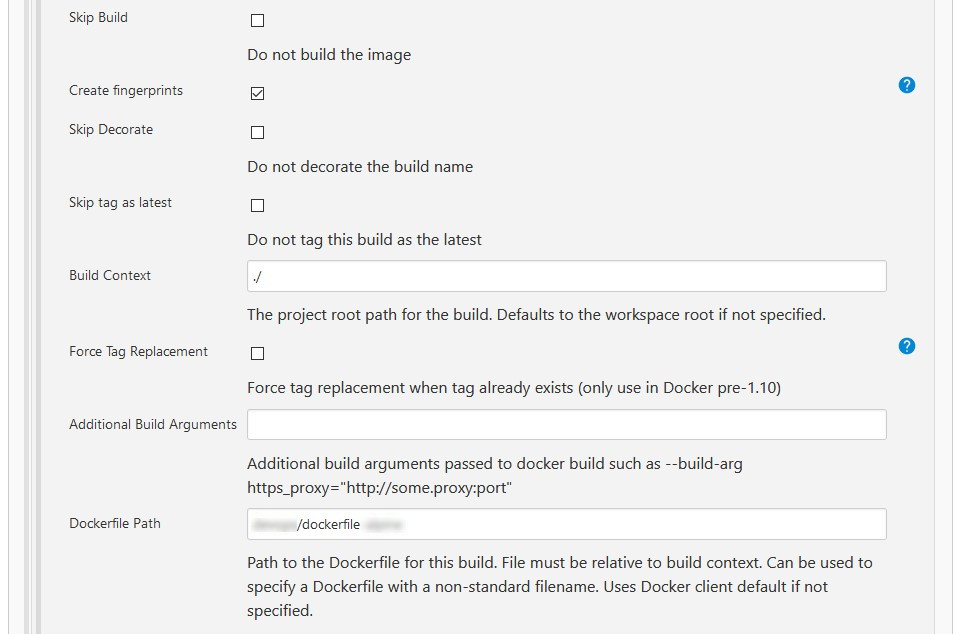 Skip Build
Do not build the image
Create fingerprints
?
Skip Decorate
Do not decorate the build name
Skip tag as latest
Do not tag this build as the latest
Build Context
./
The project root path for the build. Defaults to the workspace root if not specified.
Force Tag Replacement
?
Force tag replacement when tag already exists (only use in Docker pre-1.10)
Additional Build Arguments
Additional build arguments passed to docker build such as --build-arg
https_proxy="http://some.proxy:port"
Dockerfile Path
/dockerfile
Path to the Dockerfile for this build. File must be relative to build context. Can be used to
specify a Dockerfile with a non-standard filename. Uses Docker client default if not
specified.